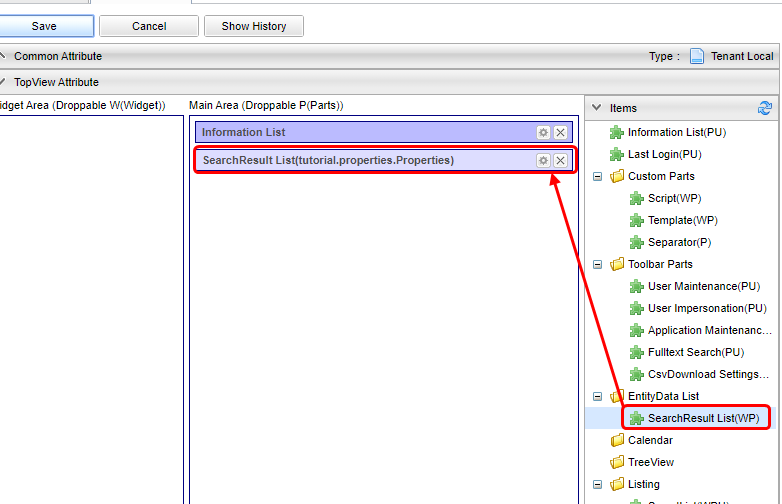 Save
Cancel
Show History
Common Attribute
Type :
Tenant Local
TopView Attribute
idget Area (Droppable W(Widget))
Main Area (Droppable P(Parts))
Information List
SearchResult List(tutorial.properties.Properties)
Items
Information List(PU)
Last Login(PU)
Custom Parts
Script(WP)
Template(WP)
Separator(P)
Toolbar Parts
User Maintenance(PU)
User Impersonation(PU)
Application Maintenanc...
Fulltext Search(PU)
CsvDownload Settings...
EntityData List
SearchResult List(WP)
Calendar
TreeView
Listing